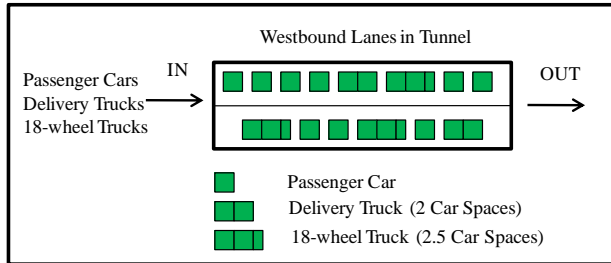 Westbound Lanes in Tunnel
IN
OUT
Passenger Cars
Delivery Trucks
18-wheel Trucks
Passenger Car
Delivery Truck (2 Car Spaces)
18-wheel Truck (2.5 Car Spaces)